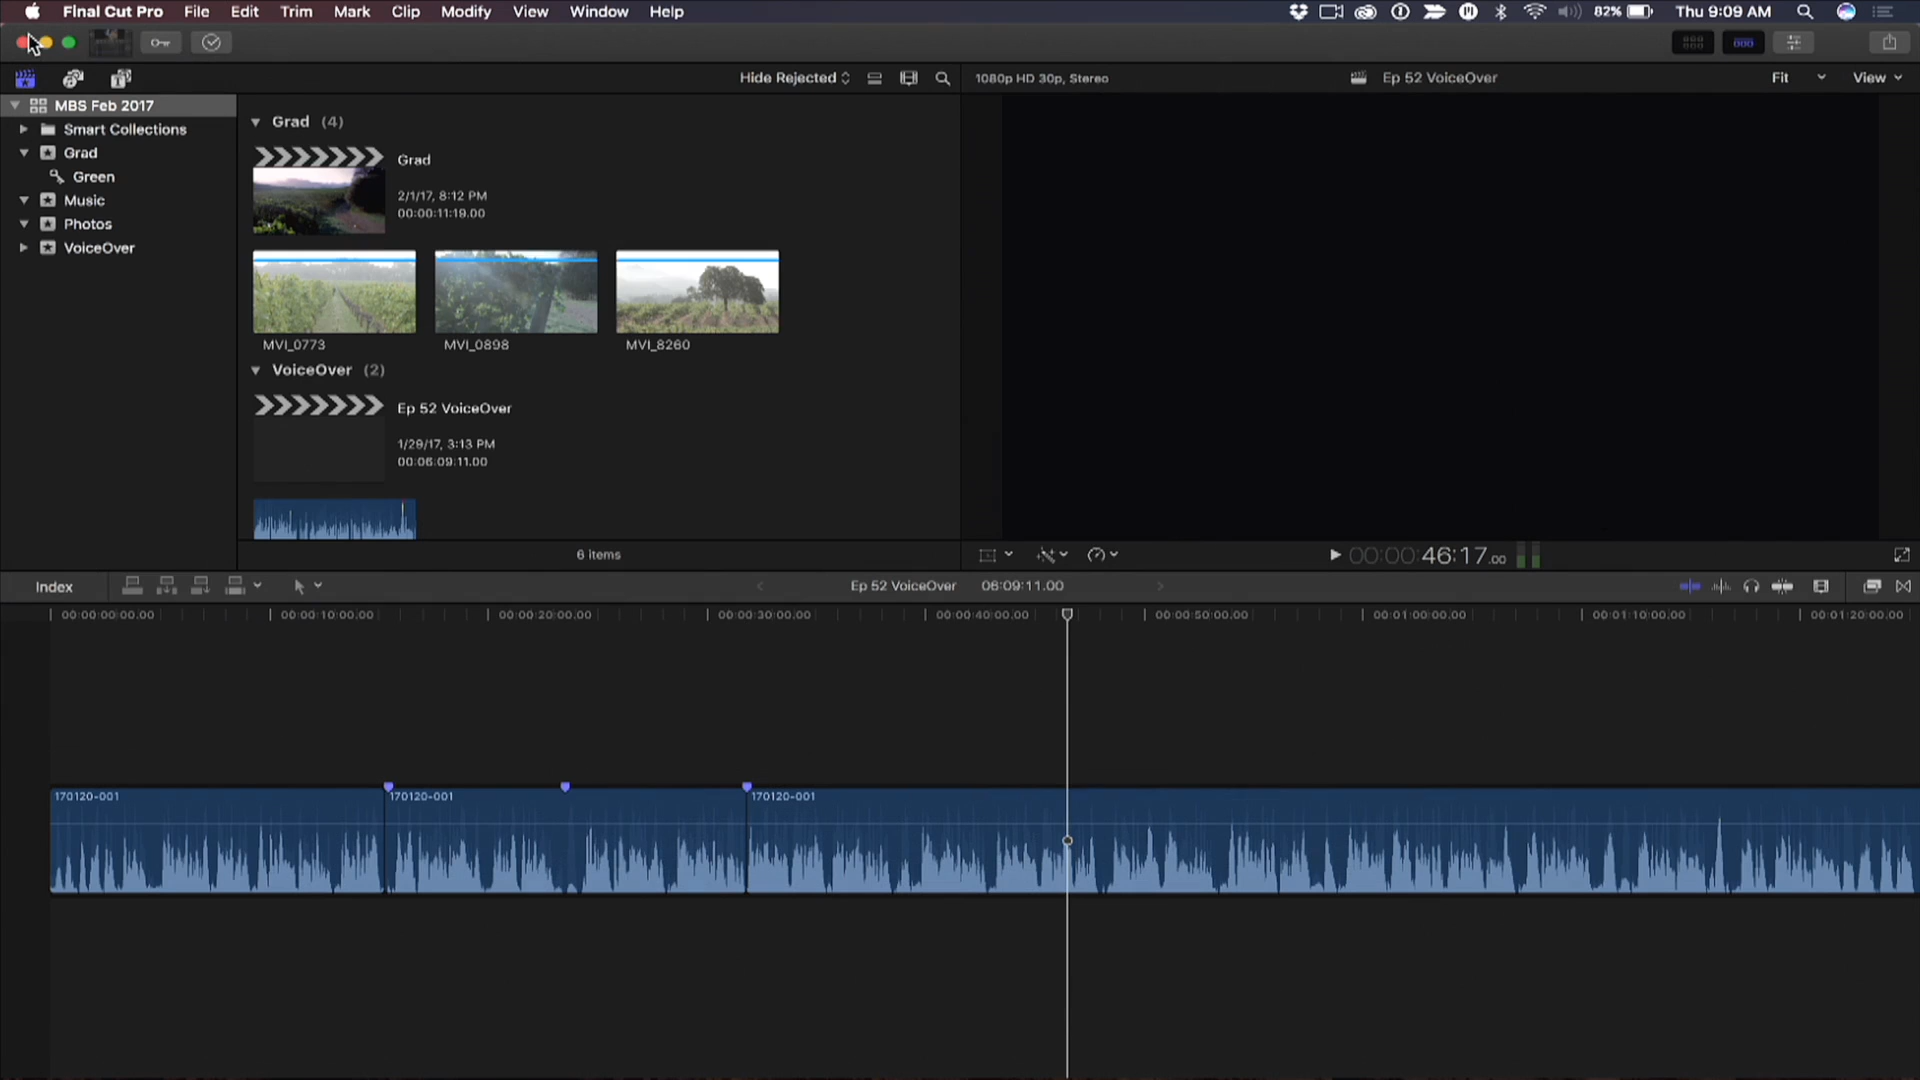 Final Cut Pro File Edit Trim Mark Clip Modify View Window Help 82% Thu 9:09 AM
Hide Rejected 1080p HD 30p, Stereo Ep 52 VoiceOver Fit View
MBS Feb 2017
Smart Collections
Grad
Green
Music
Photos
VoiceOver
Grad (4)
Grad
2/1/17, 8:12 PM
00:00:11:19.00
MVI_0773 MVI_0898 MVI_8260
VoiceOver (2)
Ep 52 VoiceOver
1/29/17, 3:13 PM
00:06:09:11.00
6 items 00:00:46:17.00
Index Ep 52 VoiceOver 06:09:11.00
00:00:00:00.00 00:00:10:00.00 00:00:20:00.00 00:00:30:00.00 00:00:40:00.00 00:00:50:00.00 00:01:00:00.00 00:01:10:00.00 00:01:20:00.00
170120-001 170120-001 170120-001